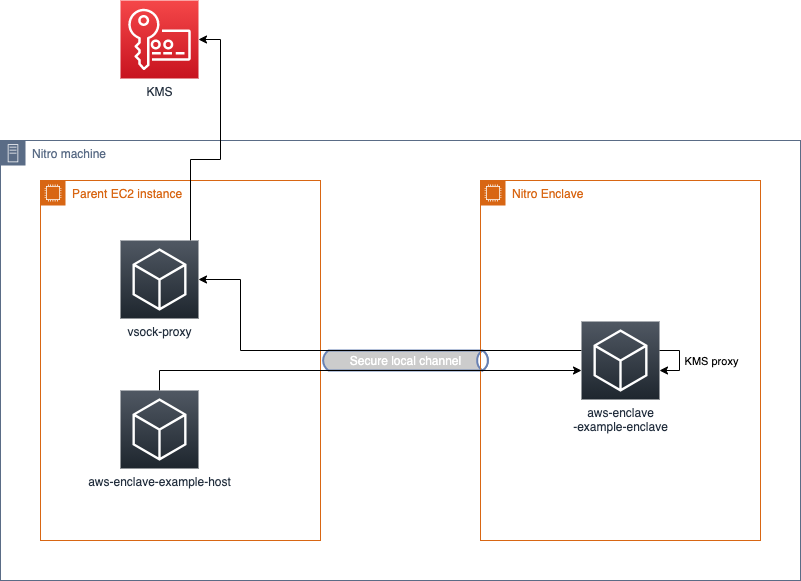 KMS
Nitro machine
Parent EC2 instance
Nitro Enclave
vsock-proxy
Secure local channel
KMS proxy
aws-enclave
-example-enclave
aws-enclave-example-host